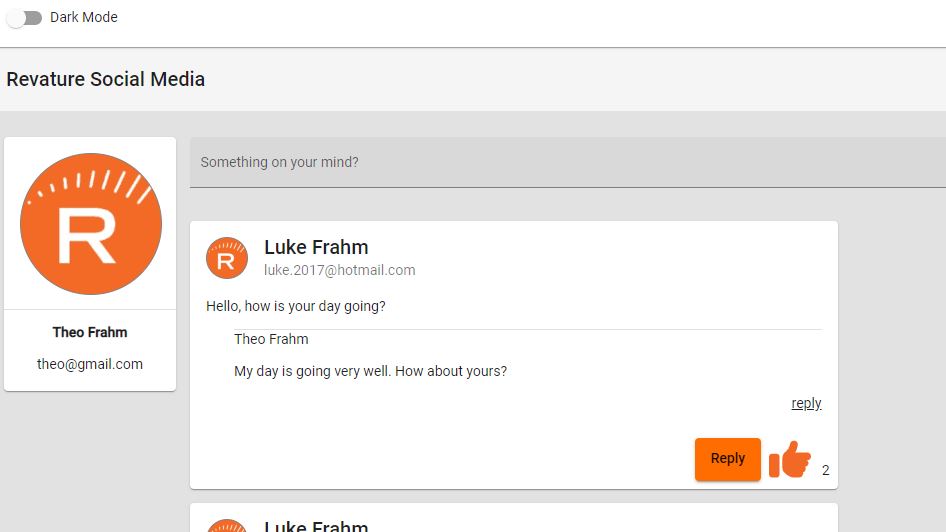 Dark Mode
Revature Social Media
R
Theo Frahm
theo@gmail.com
Something on your mind?
R
Luke Frahm
luke.2017@hotmail.com
Hello, how is your day going?
Theo Frahm
My day is going very well. How about yours?
reply
Reply
2
Luke Frahm